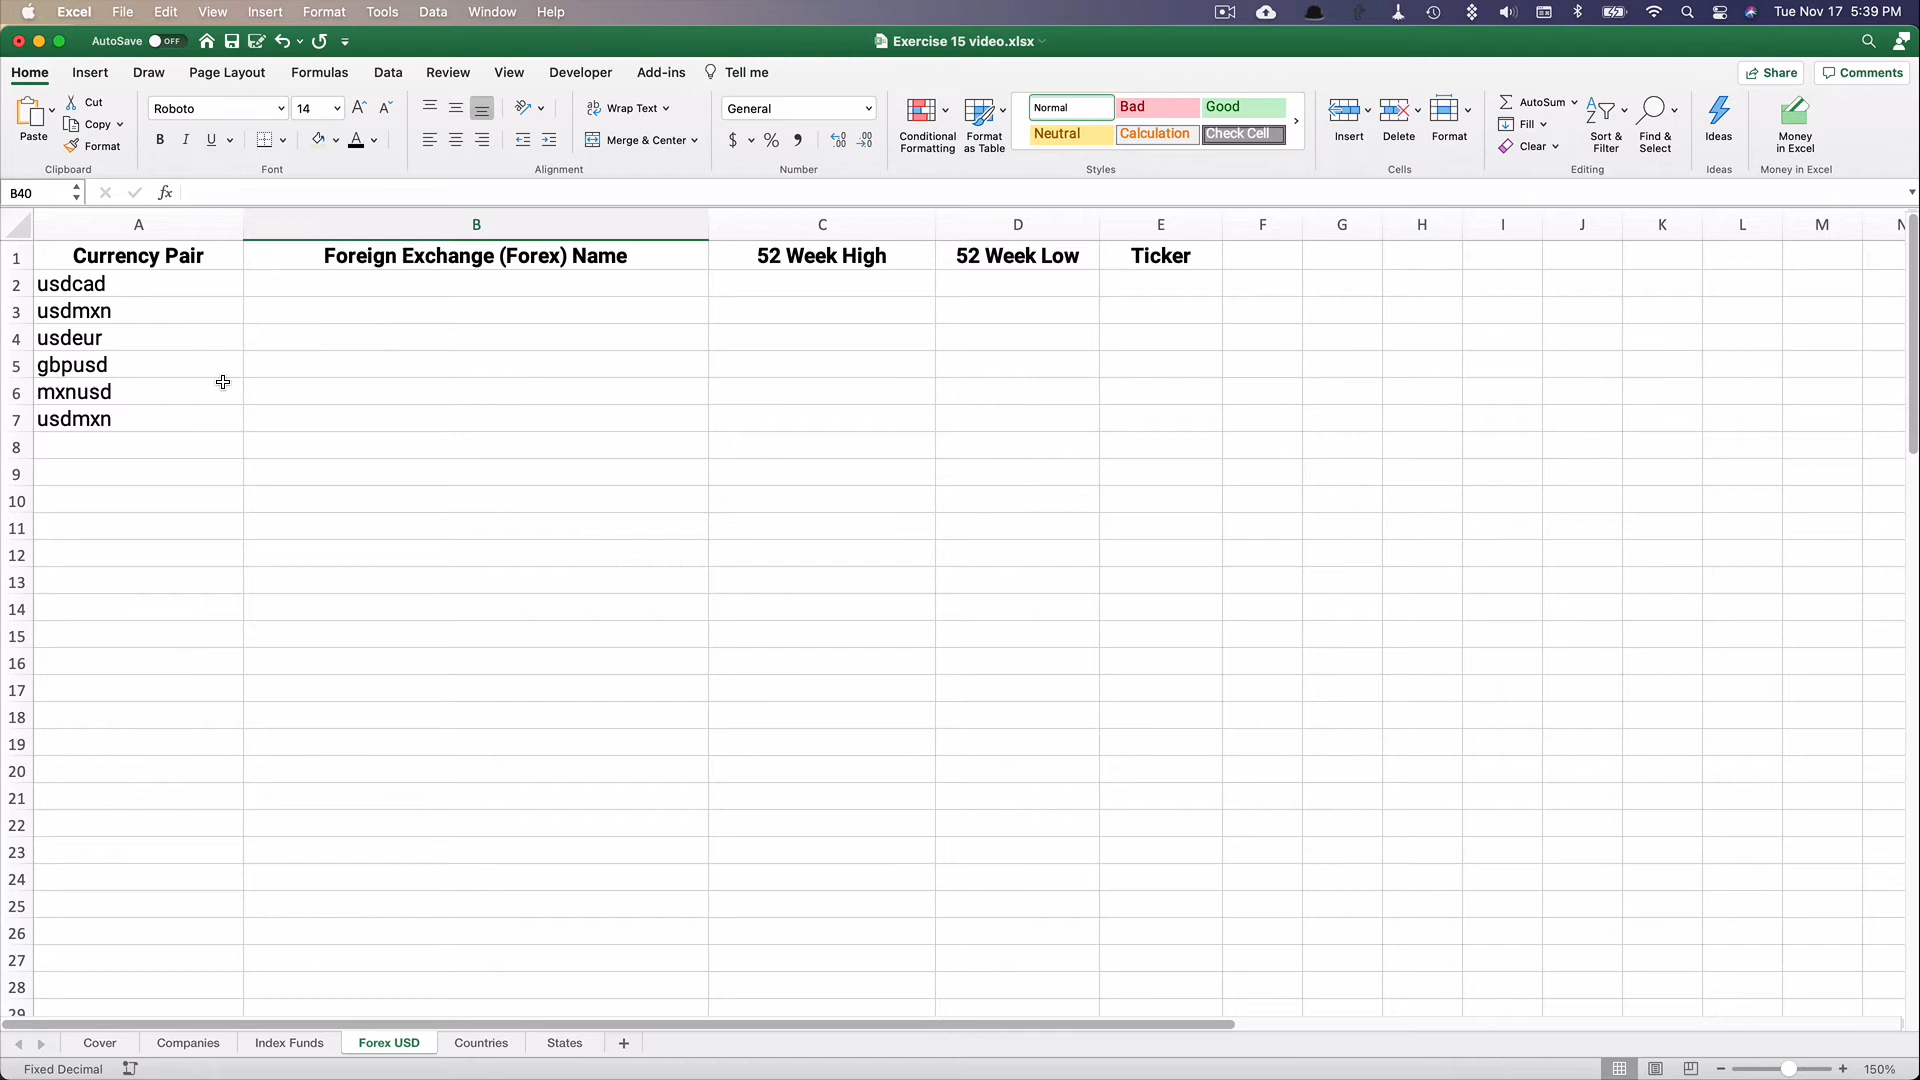 Excel File Edit View Insert Format Tools Data Window Help Tue Nov 17 5:39 PM
AutoSave OFF Exercise 15 video.xlsx
Home Insert Draw Page Layout Formulas Data Review View Developer Add-ins Tell me Share Comments
Paste Cut Copy Format Clipboard
Roboto 14 B I U A Font
Wrap Text Merge & Center Alignment
General $ % Number
Conditional Formatting Format as Table
Normal Bad Good
Neutral Calculation Check Cell
Styles
Insert Delete Format Cells
AutoSum Fill Clear Sort & Filter Find & Select Editing
Ideas Ideas
Money in Excel Money in Excel
B40 fx
A B C D E F G H I J K L M N
1 Currency Pair Foreign Exchange (Forex) Name 52 Week High 52 Week Low Ticker
2 usdcad
3 usdmxn
4 usdeur
5 gbpusd
6 mxnusd
7 usdmxn
8
9
10
11
12
13
14
15
16
17
18
19
20
21
22
23
24
25
26
27
28
29
Cover Companies Index Funds Forex USD Countries States +
Fixed Decimal 150%